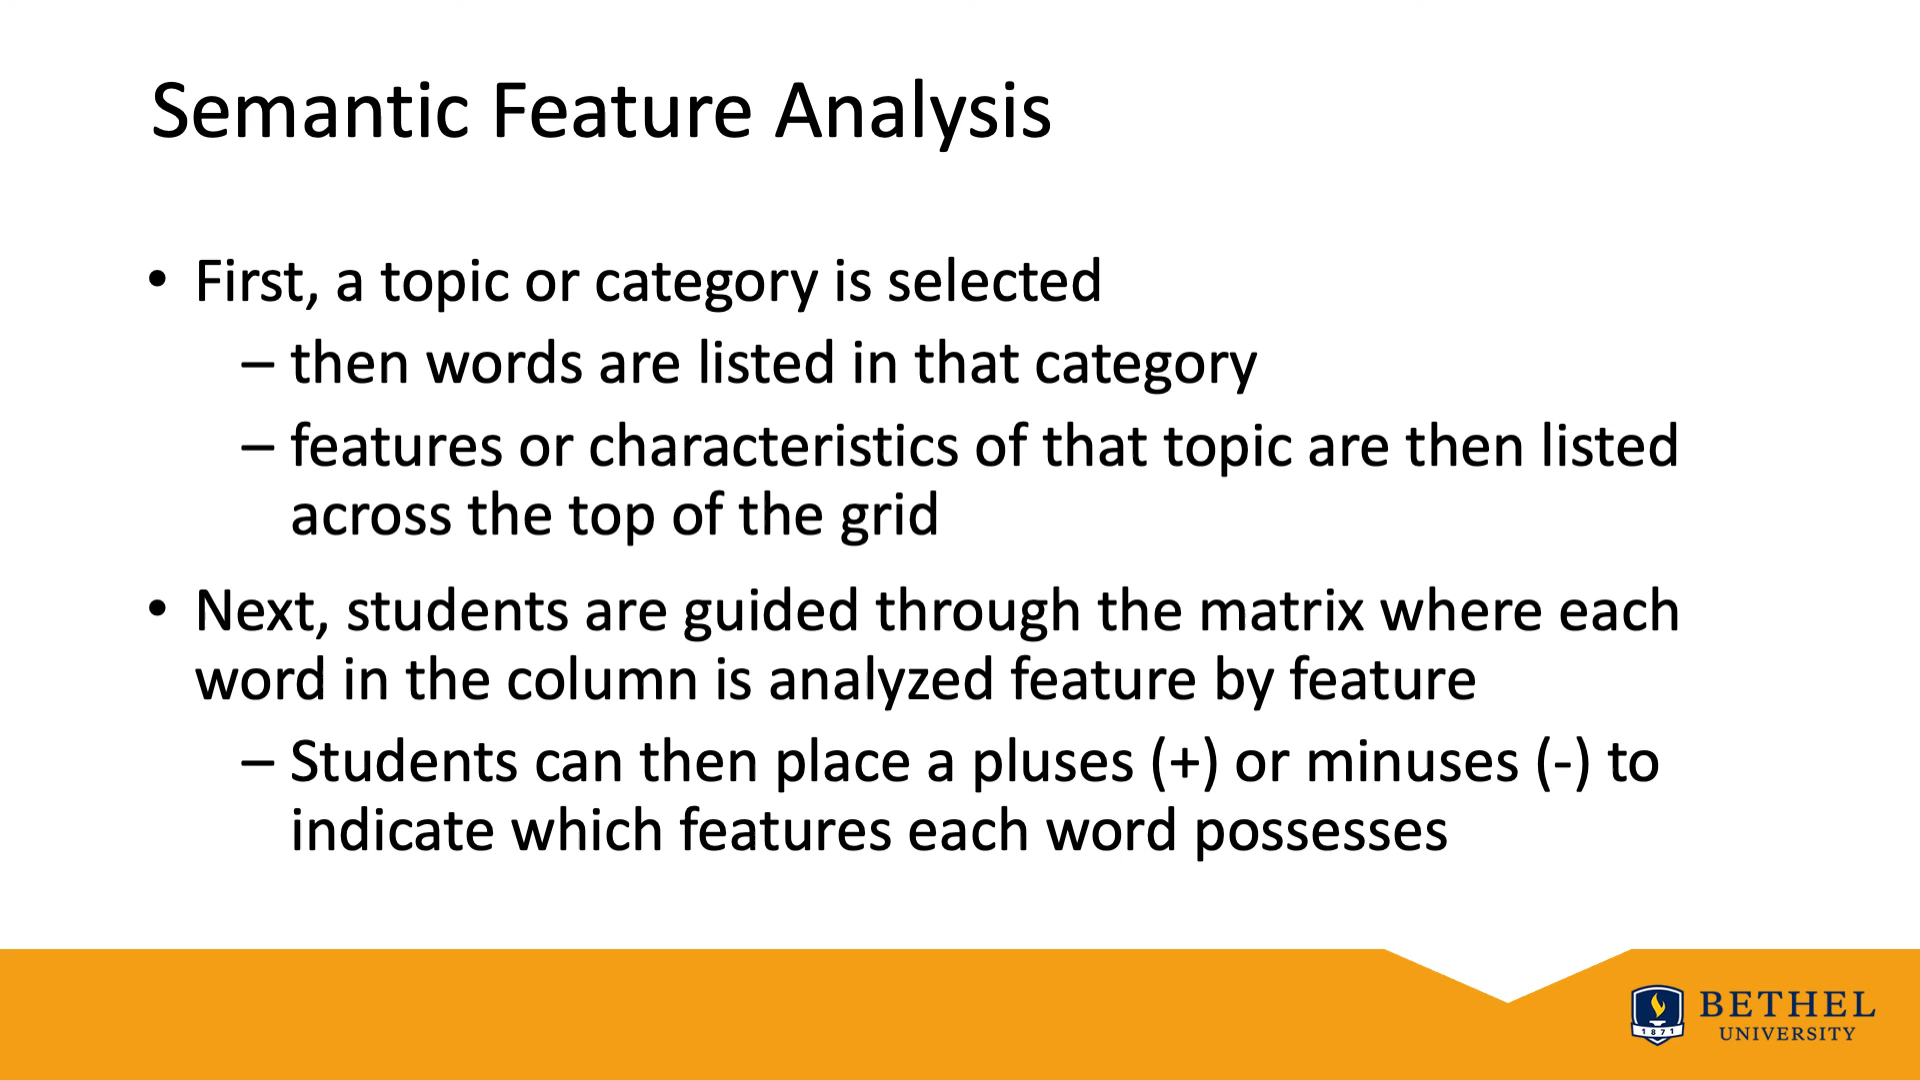 Semantic Feature Analysis
• First, a topic or category is selected
– then words are listed in that category
– features or characteristics of that topic are then listed
across the top of the grid
• Next, students are guided through the matrix where each
word in the column is analyzed feature by feature
– Students can then place a pluses (+) or minuses (-) to
indicate which features each word possesses
1871
BETHEL
UNIVERSITY